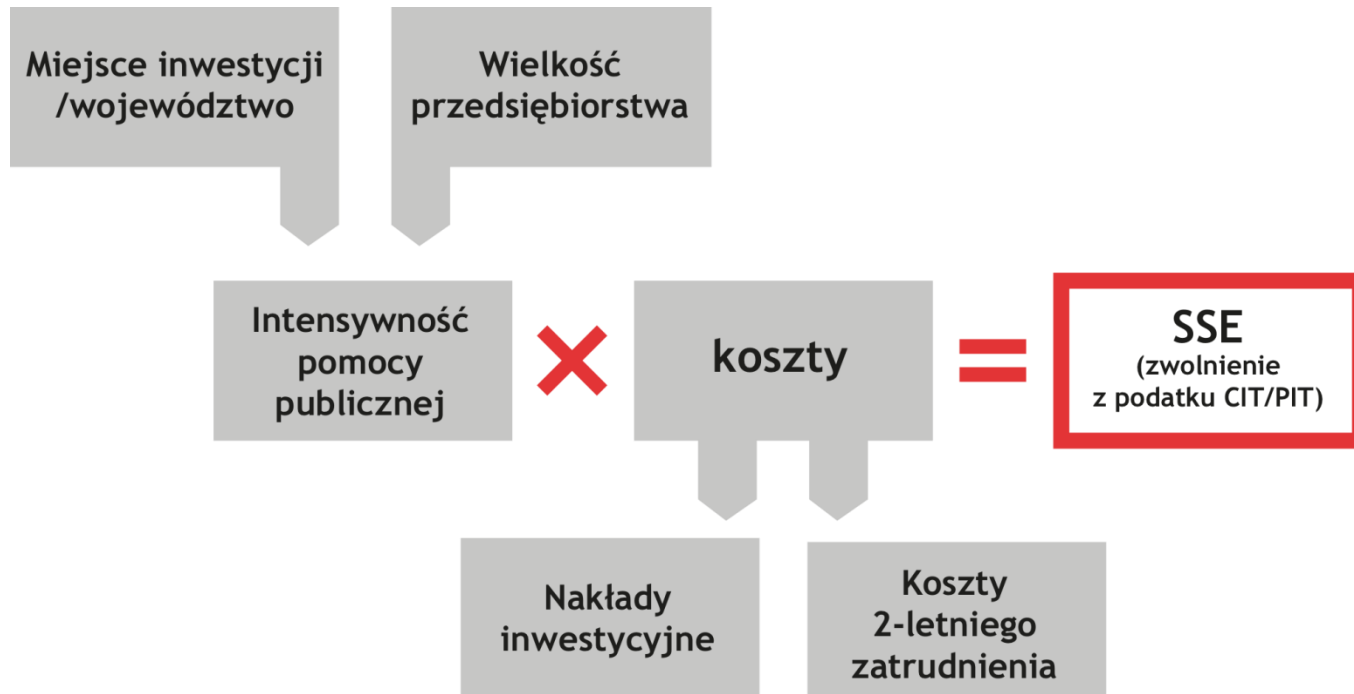 Miejsce inwestycji
/województwo
Wielkość
przedsiębiorstwa
Intensywność
pomocy
publicznej
×
koszty
=
SSE
(zwolnienie
z podatku CIT/PIT)
Nakłady
inwestycyjne
Koszty
2-letniego
zatrudnienia